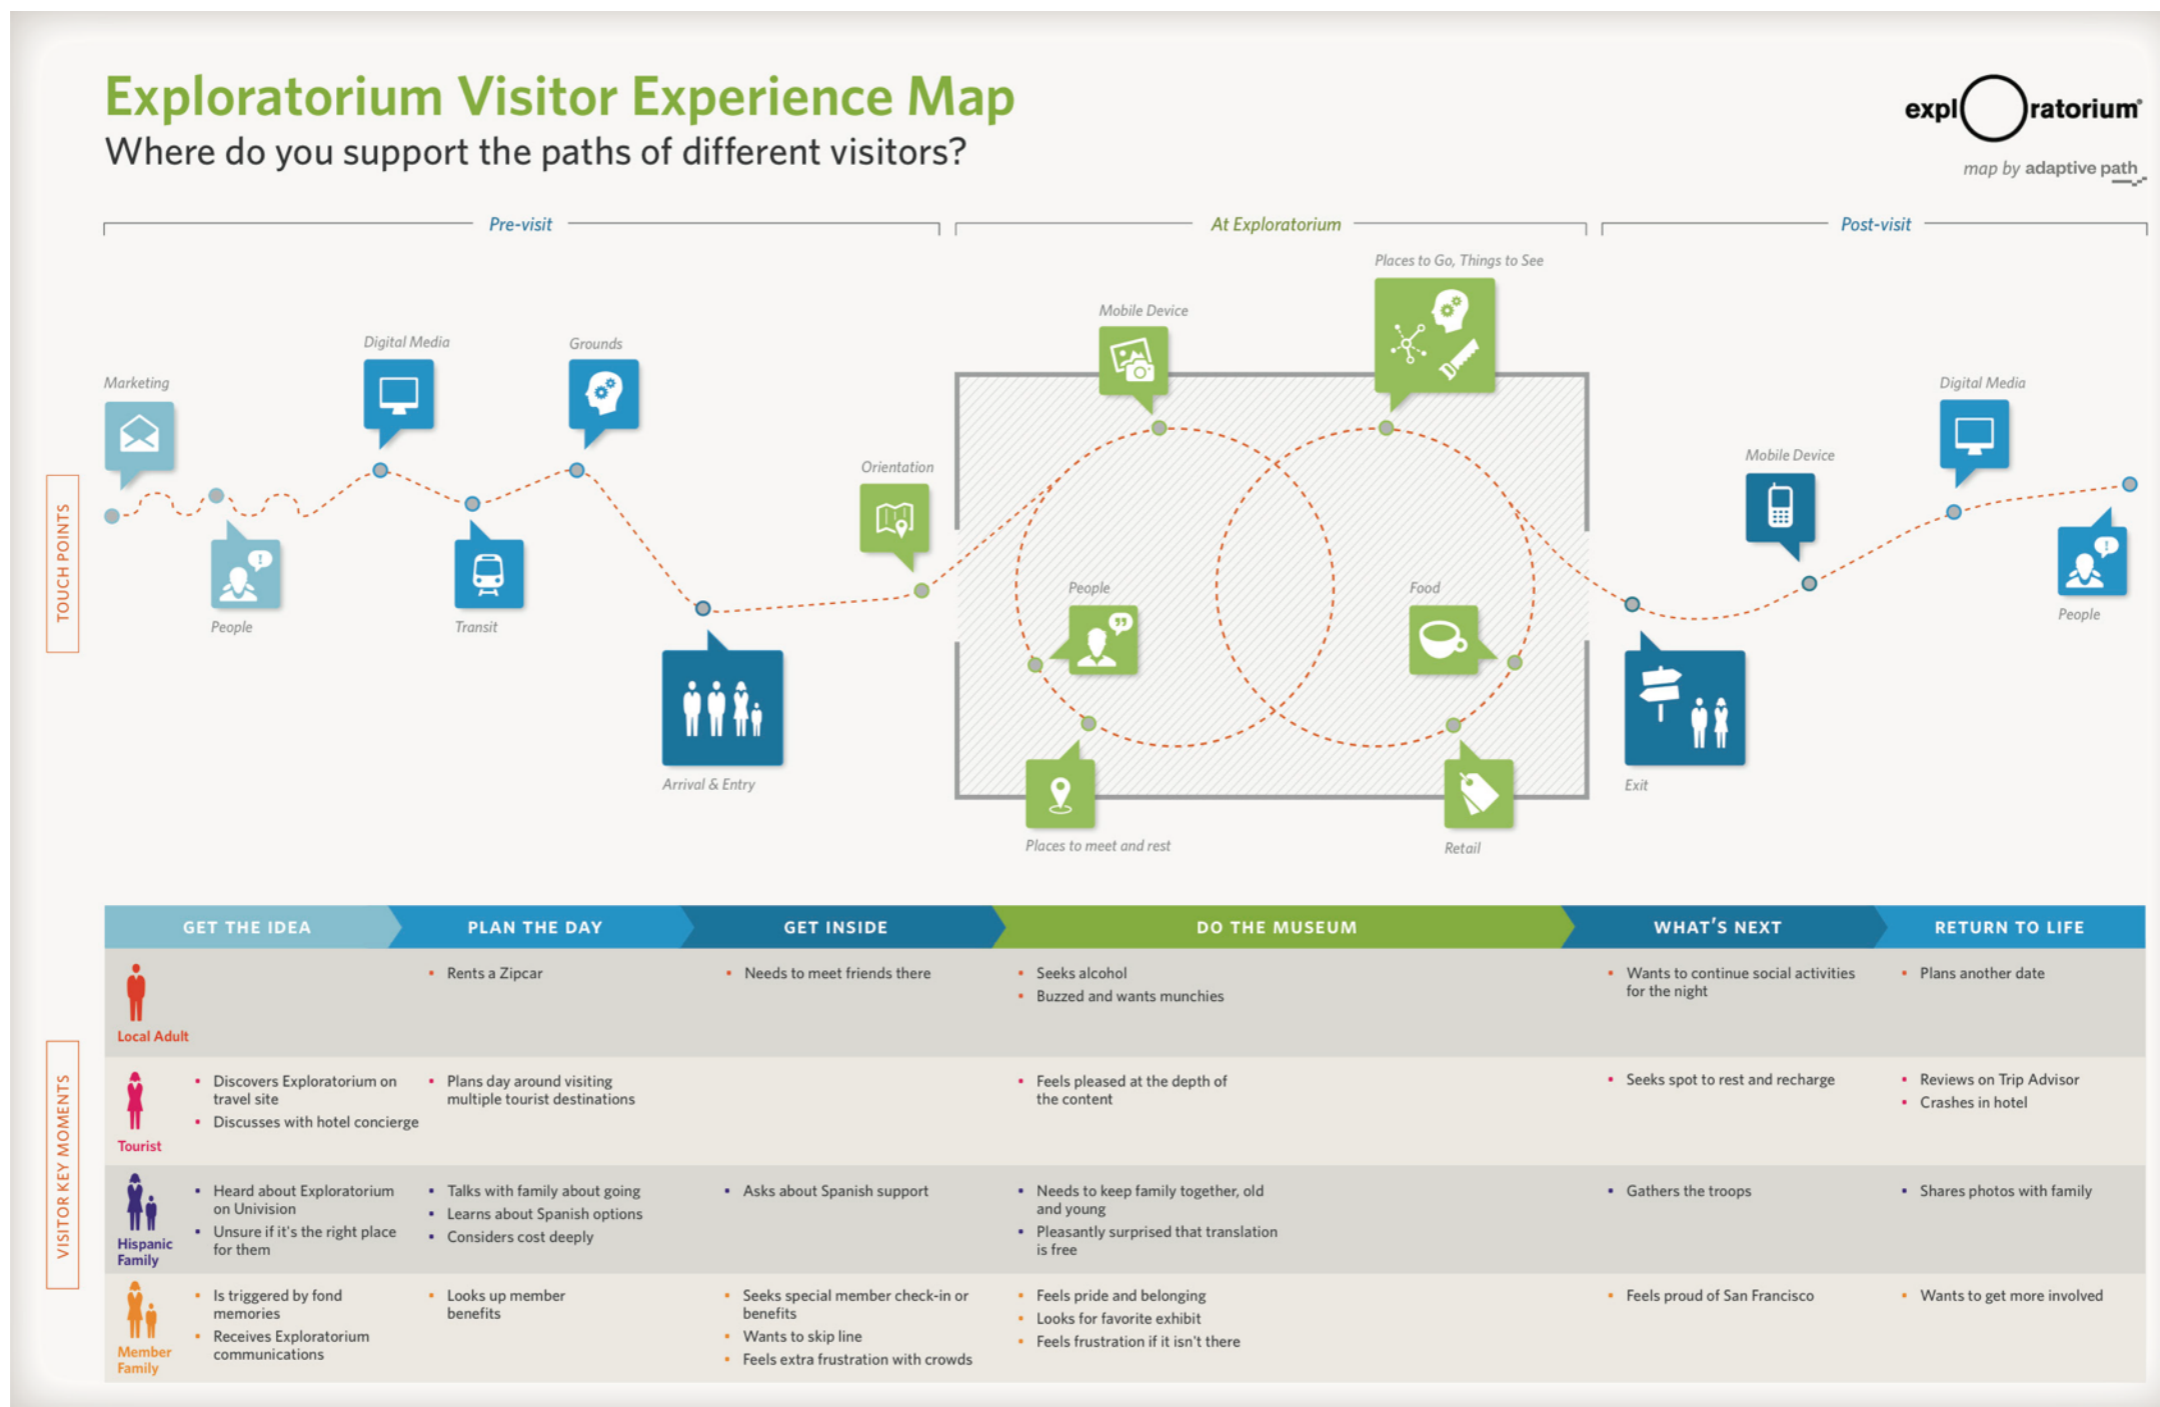 Exploratorium Visitor Experience Map
Where do you support the paths of different visitors?
expl ratorium®
map by adaptive path
Pre-visit
At Exploratorium
Post-visit
TOUCH POINTS
Marketing
People
Digital Media
Transit
Grounds
Arrival & Entry
Orientation
Mobile Device
Places to Go, Things to See
People
Food
Places to meet and rest
Retail
Exit
Mobile Device
Digital Media
People
VISITOR KEY MOMENTS
GET THE IDEA
PLAN THE DAY
GET INSIDE
DO THE MUSEUM
WHAT'S NEXT
RETURN TO LIFE
Local Adult
▪ Rents a Zipcar
▪ Needs to meet friends there
▪ Seeks alcohol
▪ Buzzed and wants munchies
▪ Wants to continue social activities
for the night
▪ Plans another date
Tourist
▪ Discovers Exploratorium on
travel site
▪ Discusses with hotel concierge
▪ Plans day around visiting
multiple tourist destinations
▪ Feels pleased at the depth of
the content
▪ Seeks spot to rest and recharge
▪ Reviews on Trip Advisor
▪ Crashes in hotel
Hispanic
Family
▪ Heard about Exploratorium
on Univision
▪ Unsure if it's the right place
for them
▪ Talks with family about going
▪ Learns about Spanish options
▪ Considers cost deeply
▪ Asks about Spanish support
▪ Needs to keep family together, old
and young
▪ Pleasantly surprised that translation
is free
▪ Gathers the troops
▪ Shares photos with family
Member
Family
▪ Is triggered by fond
memories
▪ Receives Exploratorium
communications
▪ Looks up member
benefits
▪ Seeks special member check-in or
benefits
▪ Wants to skip line
▪ Feels extra frustration with crowds
▪ Feels pride and belonging
▪ Looks for favorite exhibit
▪ Feels frustration if it isn't there
▪ Feels proud of San Francisco
▪ Wants to get more involved